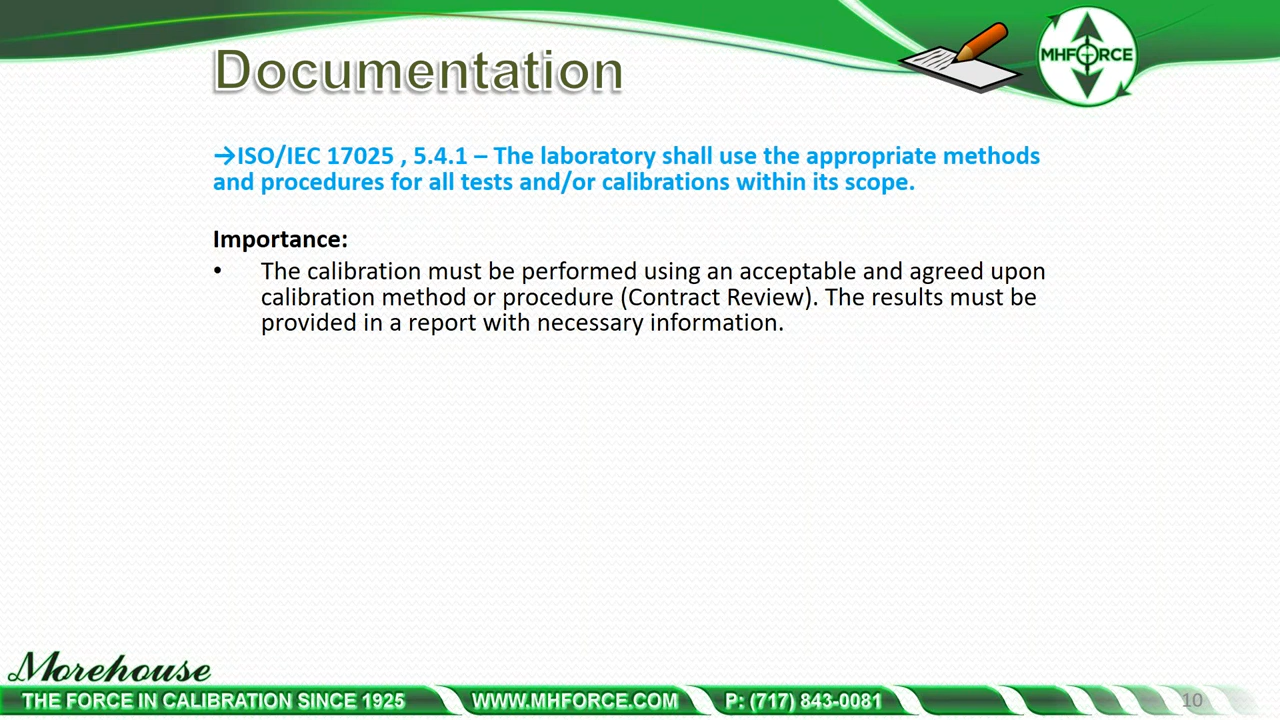 Documentation
MHFORCE
→ISO/IEC 17025 , 5.4.1 – The laboratory shall use the appropriate methods
and procedures for all tests and/or calibrations within its scope.
Importance:
• The calibration must be performed using an acceptable and agreed upon
calibration method or procedure (Contract Review). The results must be
provided in a report with necessary information.
Morehouse
THE FORCE IN CALIBRATION SINCE 1925 WWW.MHFORCE.COM P: (717) 843-0081 10